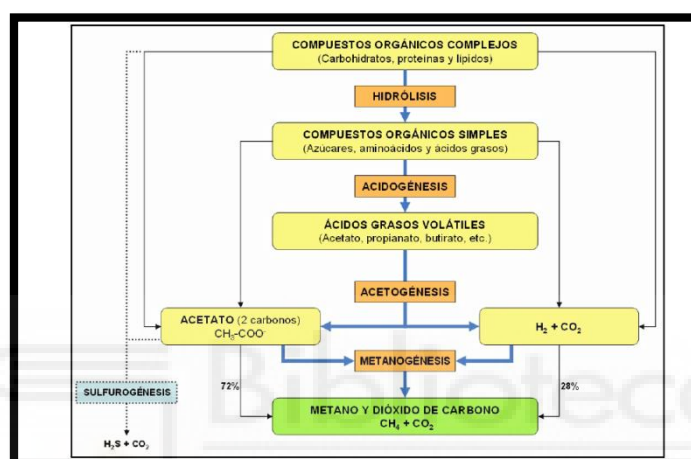 COMPUESTOS ORGÁNICOS COMPLEJOS
(Carbohidratos, proteínas y lípidos)
HIDRÓLISIS
COMPUESTOS ORGÁNICOS SIMPLES
(Azúcares, aminoácidos y ácidos grasos)
ACIDOGÉNESIS
ÁCIDOS GRASOS VOLÁTILES
(Acetato, propianato, butirato, etc.)
ACETOGÉNESIS
ACETATO (2 carbonos)
CH₃-COO⁻
H₂ + CO₂
METANOGÉNESIS
72%
28%
SULFUROGÉNESIS
METANO Y DIÓXIDO DE CARBONO
CH₄ + CO₂
H₂S + CO₂
Biblioteca